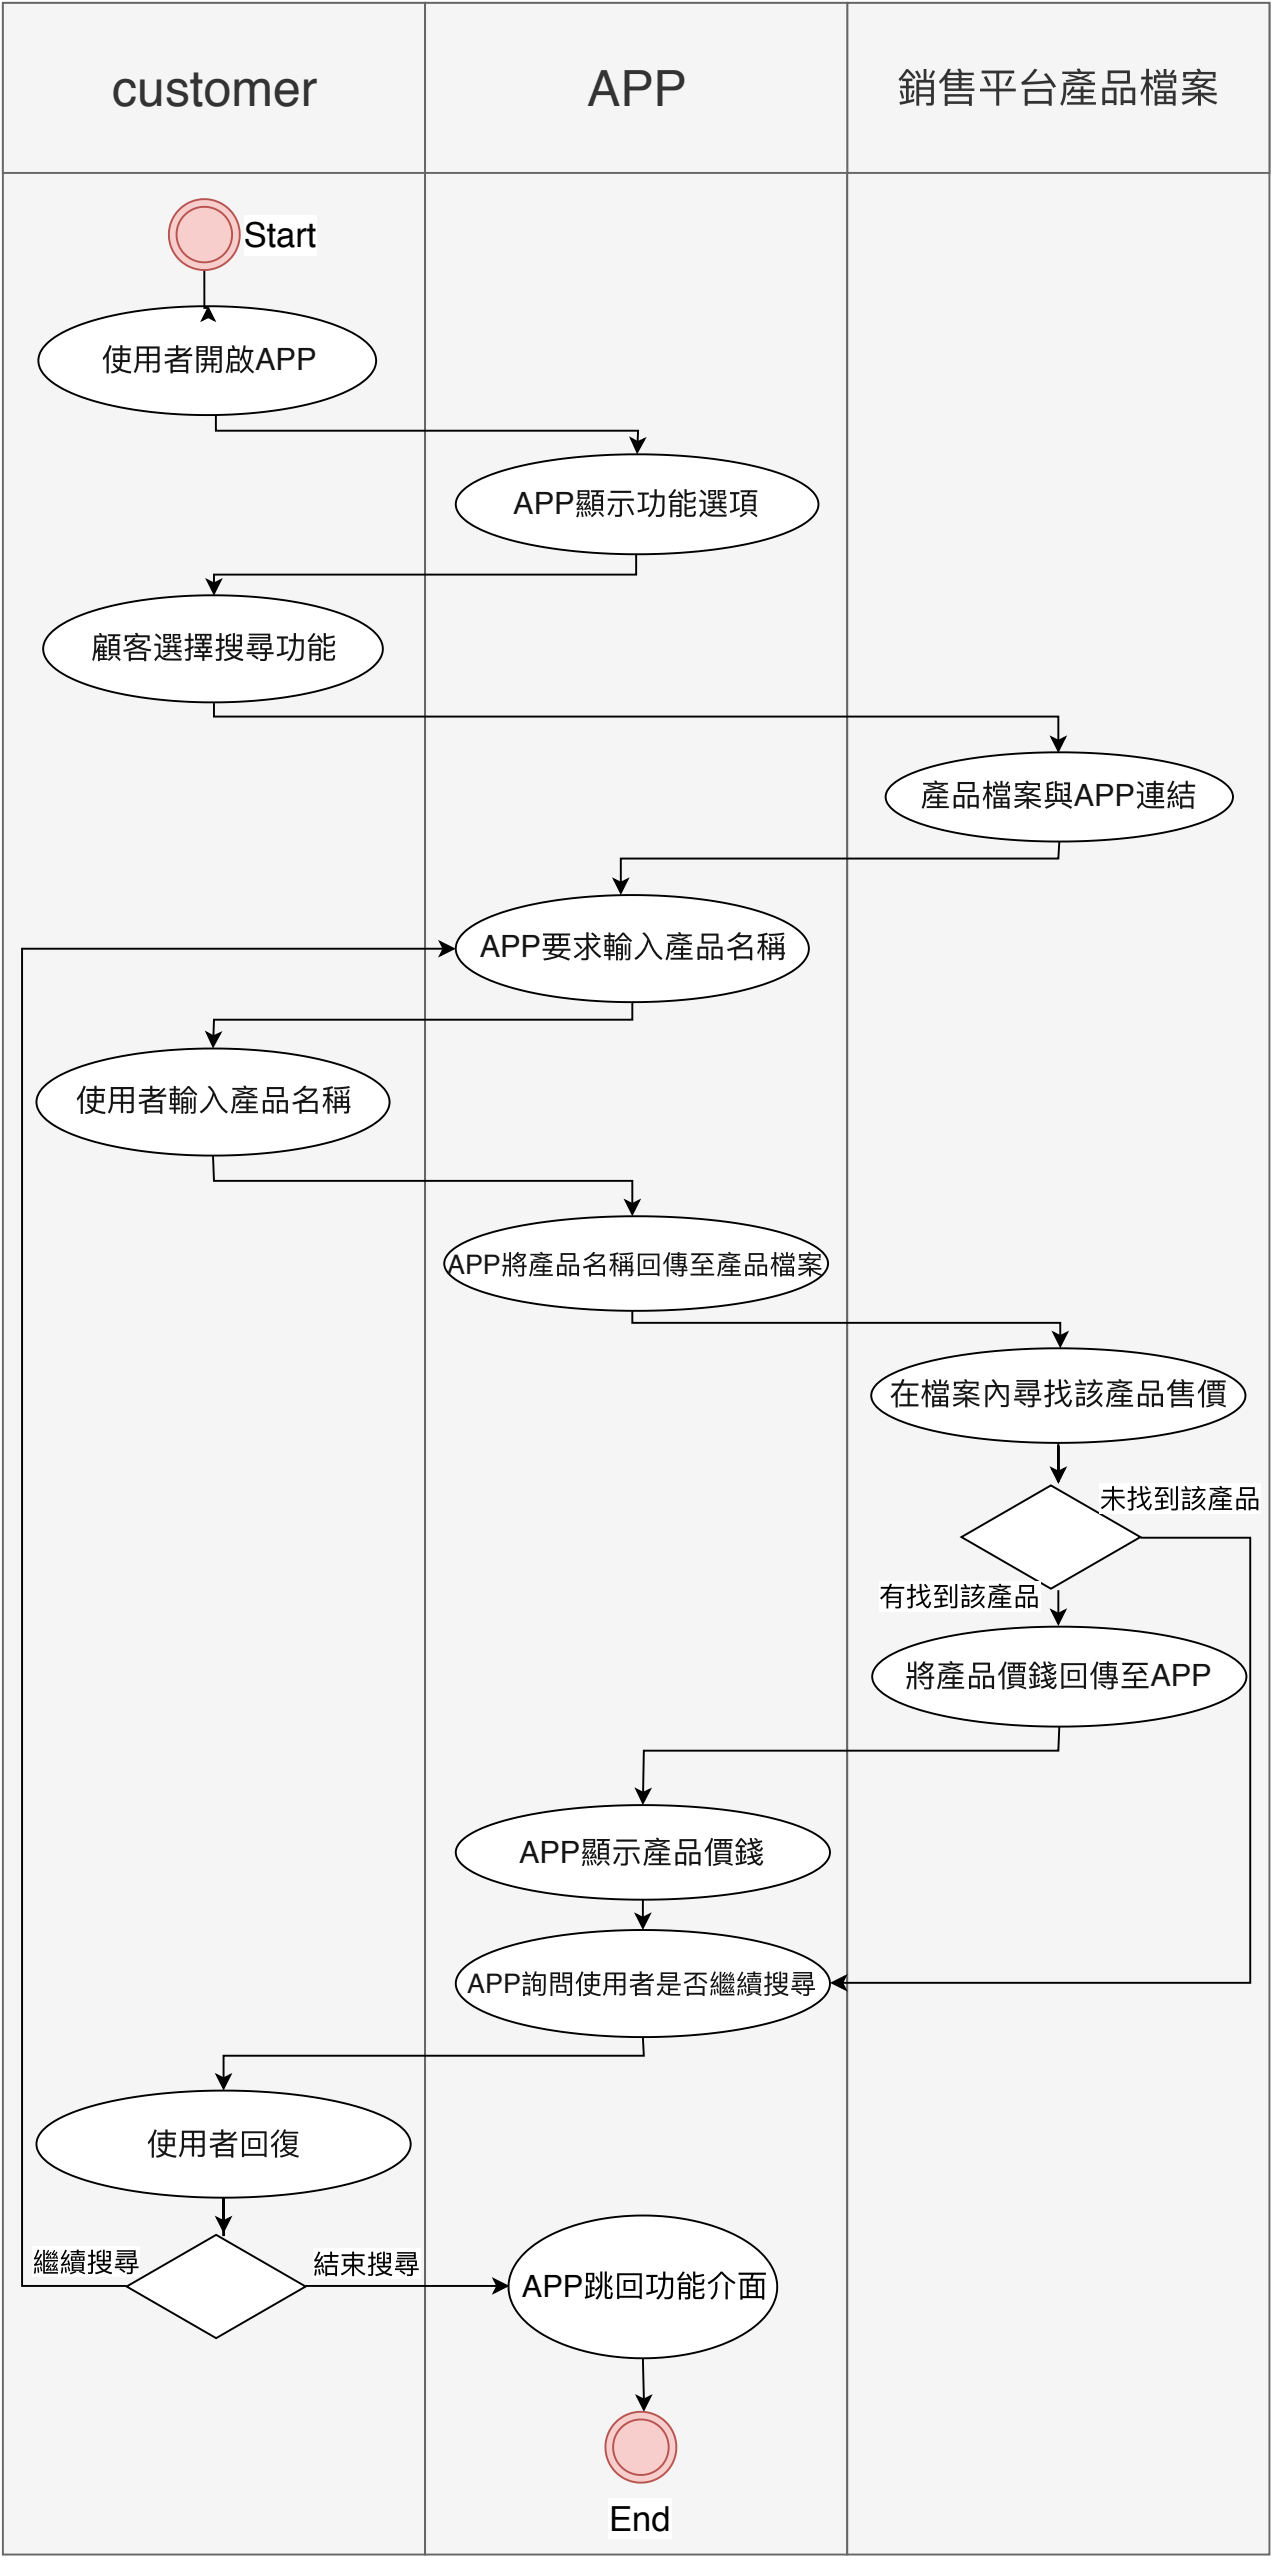 customer
APP
銷售平台產品檔案
Start
使用者開啟APP
APP顯示功能選項
顧客選擇搜尋功能
產品檔案與APP連結
APP要求輸入產品名稱
使用者輸入產品名稱
APP將產品名稱回傳至產品檔案
在檔案內尋找該產品售價
未找到該產品
有找到該產品
將產品價錢回傳至APP
APP顯示產品價錢
APP詢問使用者是否繼續搜尋
使用者回復
繼續搜尋
結束搜尋
APP跳回功能介面
End